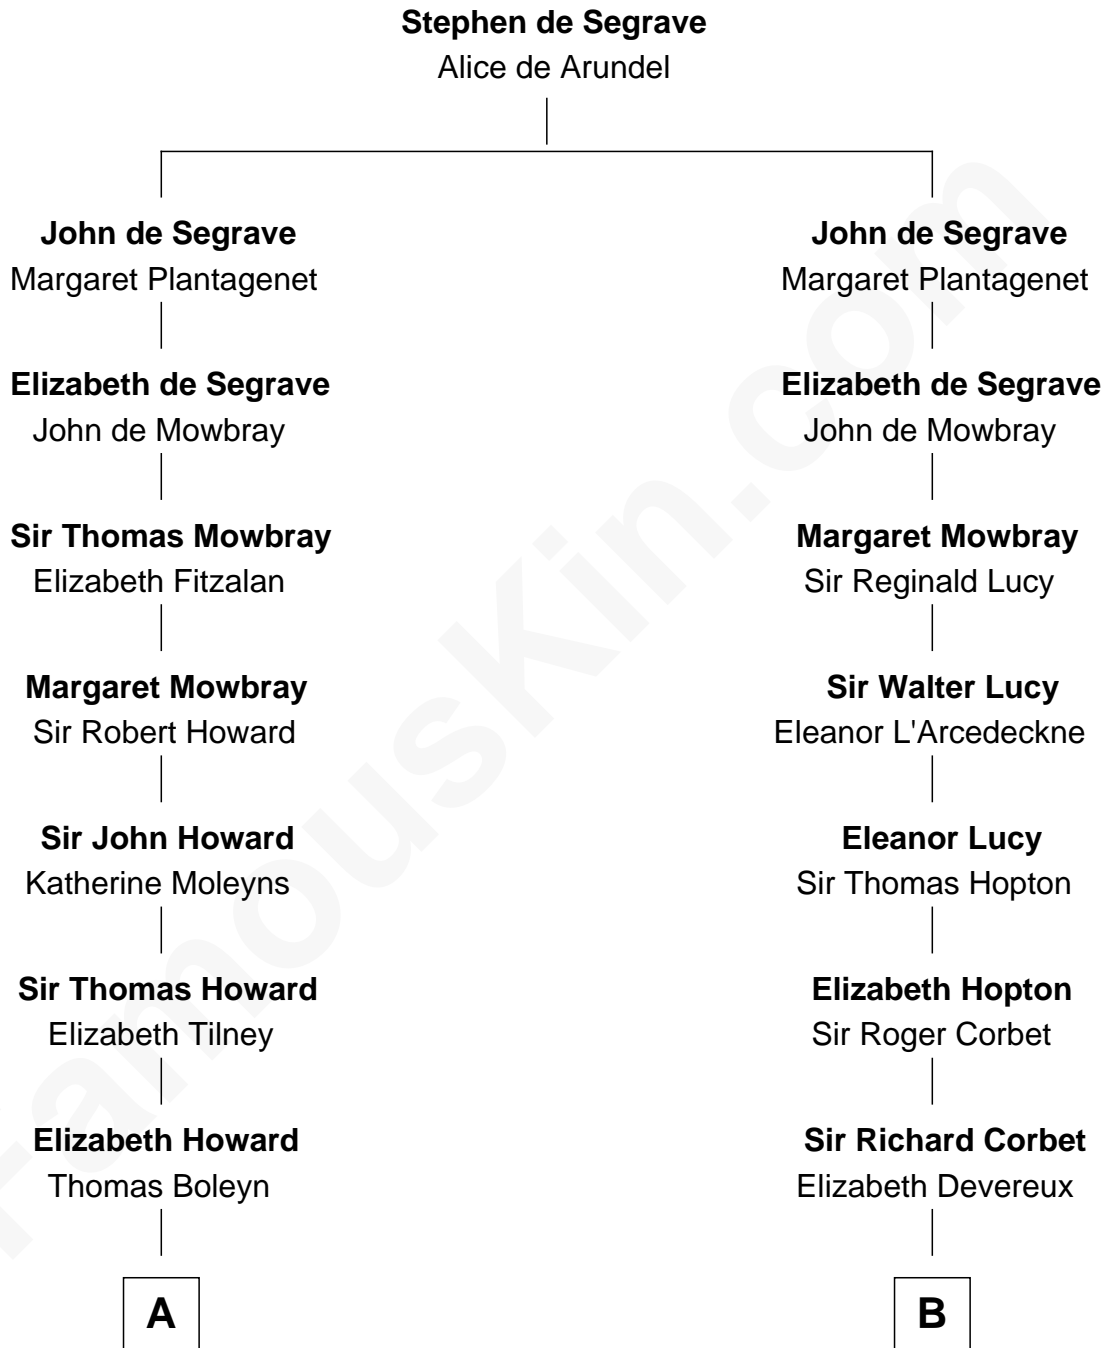 Stephen de Segrave
Alice de Arundel
John de Segrave
Margaret Plantagenet
Elizabeth de Segrave
John de Mowbray
Sir Thomas Mowbray
Elizabeth Fitzalan
Margaret Mowbray
Sir Robert Howard
Sir John Howard
Katherine Moleyns
Sir Thomas Howard
Elizabeth Tilney
Elizabeth Howard
Thomas Boleyn
A
John de Segrave
Margaret Plantagenet
Elizabeth de Segrave
John de Mowbray
Margaret Mowbray
Sir Reginald Lucy
Sir Walter Lucy
Eleanor L'Arcedeckne
Eleanor Lucy
Sir Thomas Hopton
Elizabeth Hopton
Sir Roger Corbet
Sir Richard Corbet
Elizabeth Devereux
B
FamousKin.com